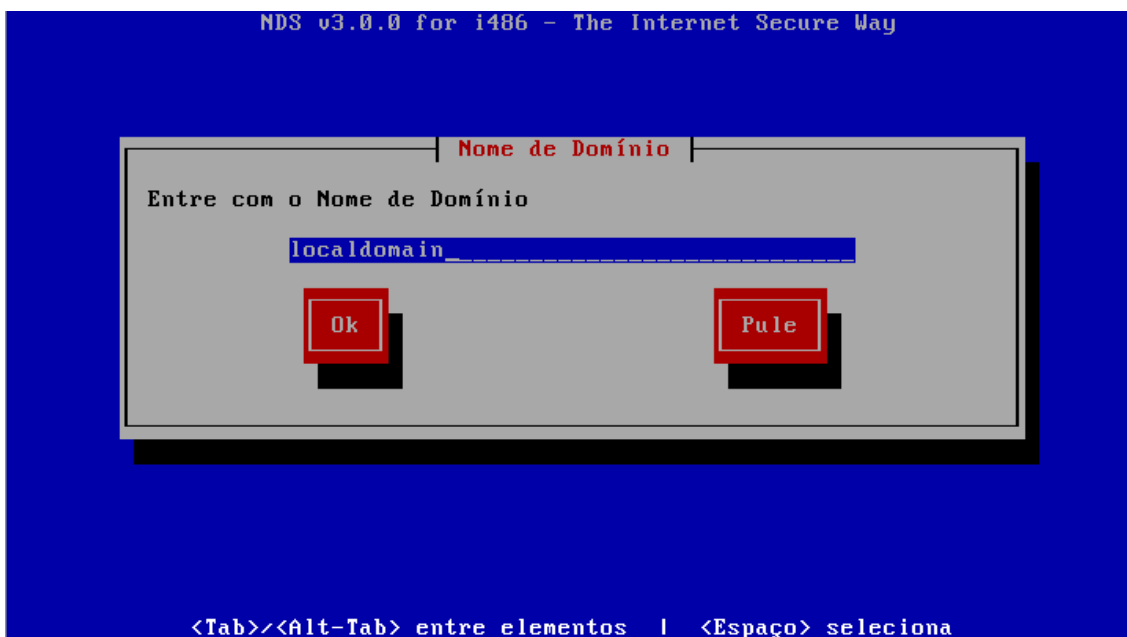 NDS v3.0.0 for i486 - The Internet Secure Way
Nome de Domínio
Entre com o Nome de Domínio
localdomain_
Ok Pule
<Tab>/<Alt-Tab> entre elementos | <Espaço> seleciona